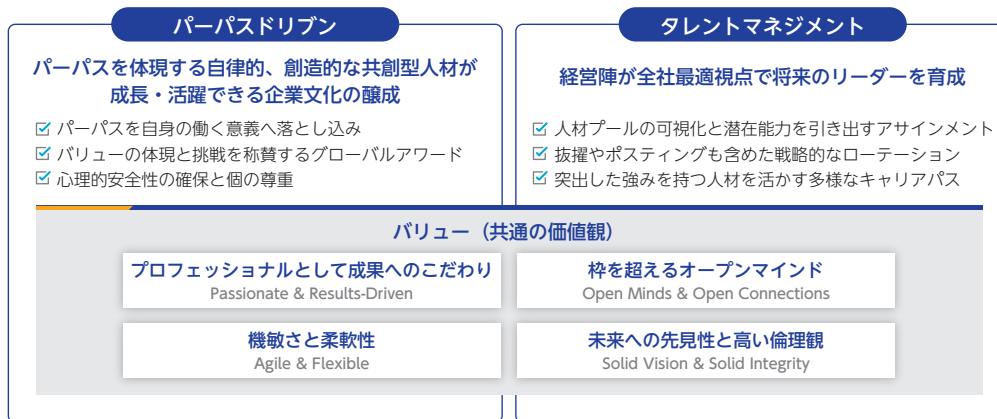 パーパスドリブン
パーパスを体現する自律的、創造的な共創型人材が
成長・活躍できる企業文化の醸成
パーパスを自身の働く意義へ落とし込み
バリューの体現と挑戦を称賛するグローバルアワード
心理的安全性の確保と個の尊重
タレントマネジメント
経営陣が全社最適視点で将来のリーダーを育成
人材プールの可視化と潜在能力を引き出すアサインメント
抜擢やポスティングも含めた戦略的なローテーション
突出した強みを持つ人材を活かす多様なキャリアパス
バリュー（共通の価値観）
プロフェッショナルとして成果へのこだわり
Passionate & Results-Driven
枠を超えるオープンマインド
Open Minds & Open Connections
機敏さと柔軟性
Agile & Flexible
未来への先見性と高い倫理観
Solid Vision & Solid Integrity